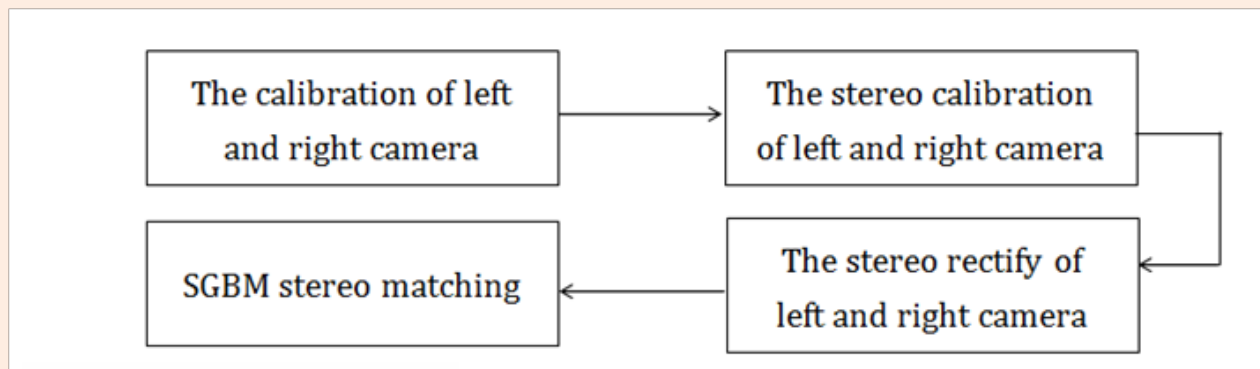 The calibration of left
and right camera
The stereo calibration
of left and right camera
The stereo rectify of
left and right camera
SGBM stereo matching